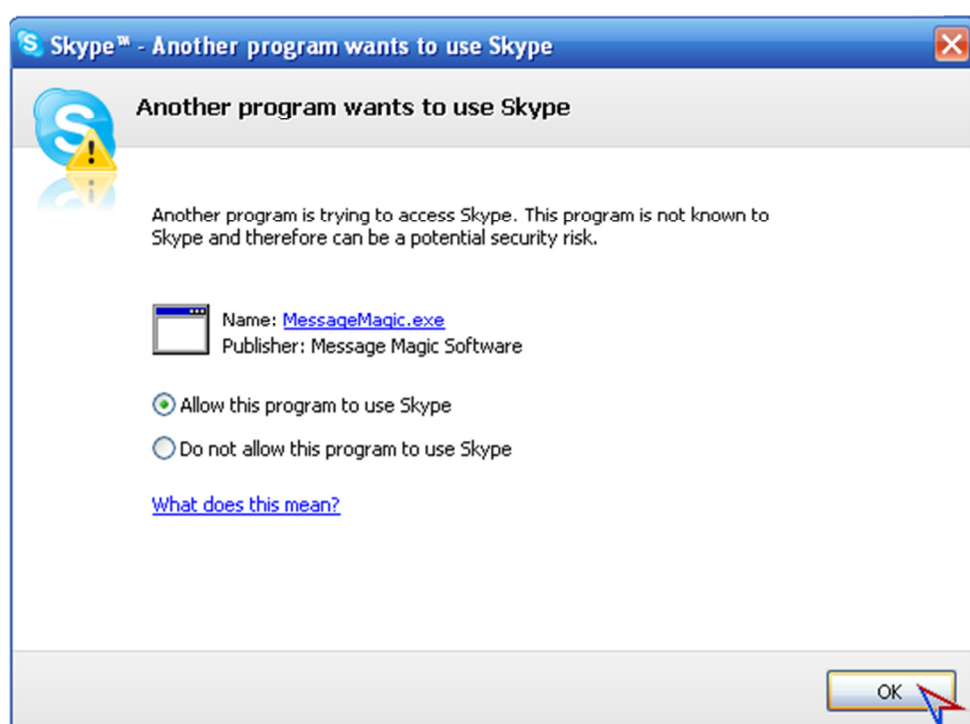 Skype™ - Another program wants to use Skype
Another program wants to use Skype
Another program is trying to access Skype. This program is not known to
Skype and therefore can be a potential security risk.
Name: MessageMagic.exe
Publisher: Message Magic Software
Allow this program to use Skype
Do not allow this program to use Skype
What does this mean?
OK